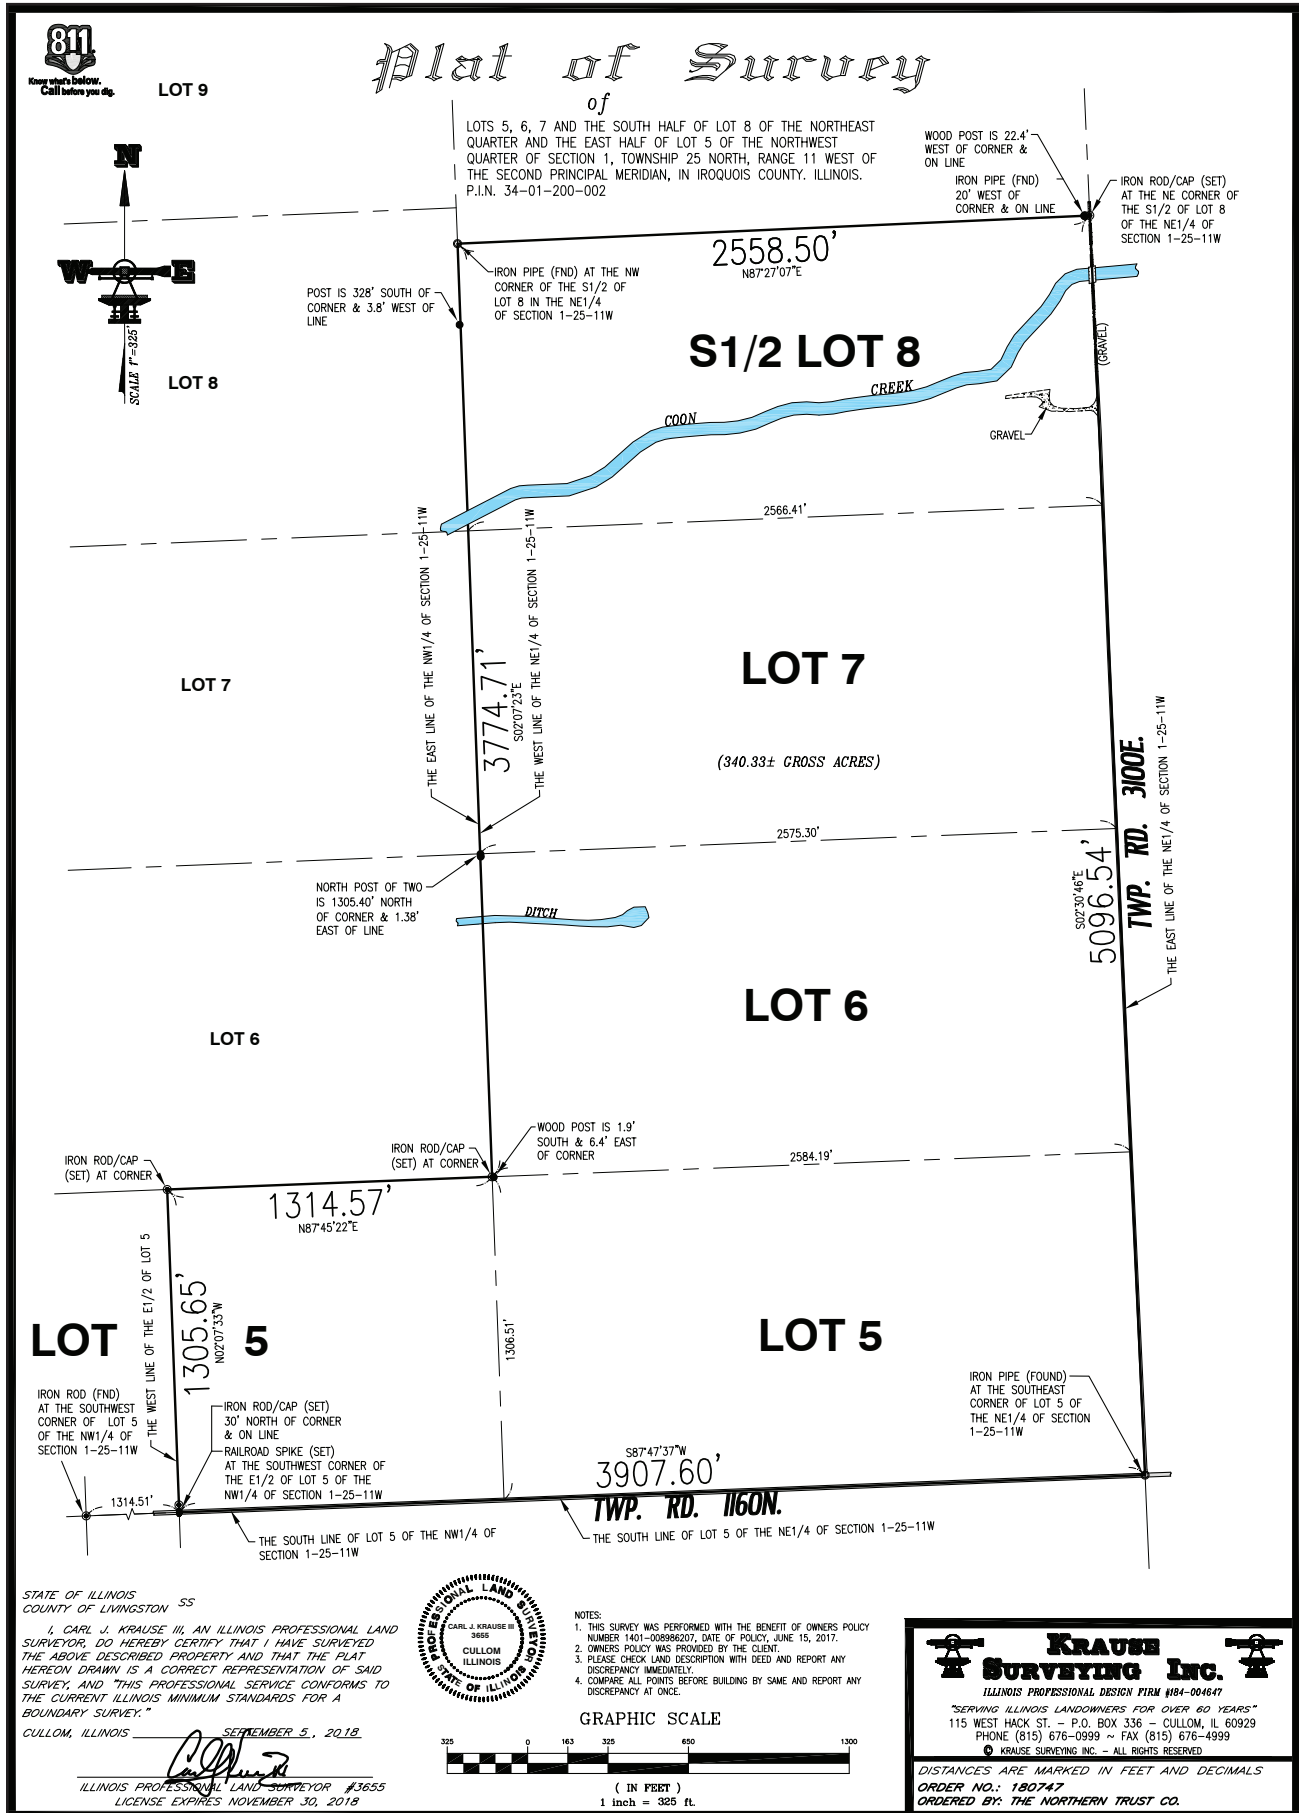 811.
Know what's below.
Call before you dig.
LOT 9
Plat of Survey
of
LOTS 5, 6, 7 AND THE SOUTH HALF OF LOT 8 OF THE NORTHEAST
QUARTER AND THE EAST HALF OF LOT 5 OF THE NORTHWEST
QUARTER OF SECTION 1, TOWNSHIP 25 NORTH, RANGE 11 WEST OF
THE SECOND PRINCIPAL MERIDIAN, IN IROQUOIS COUNTY. ILLINOIS.
P.I.N. 34-01-200-002
WOOD POST IS 22.4'
WEST OF CORNER &
ON LINE
IRON PIPE (FND)
20' WEST OF
CORNER & ON LINE
IRON ROD/CAP (SET)
AT THE NE CORNER OF
THE S1/2 OF LOT 8
OF THE NE1/4 OF
SECTION 1-25-11W
N
W E
SCALE 1"=325'
2558.50'
N87°27'07"E
IRON PIPE (FND) AT THE NW
CORNER OF THE S1/2 OF
LOT 8 IN THE NE1/4
OF SECTION 1-25-11W
POST IS 328' SOUTH OF
CORNER & 3.8' WEST OF
LINE
S1/2 LOT 8
(GRAVEL)
LOT 8
COON CREEK
GRAVEL
2566.41'
THE EAST LINE OF THE NW1/4 OF SECTION 1-25-11W
THE WEST LINE OF THE NE1/4 OF SECTION 1-25-11W
3774.71'
S02°07'23"E
LOT 7
LOT 7
(340.33± GROSS ACRES)
2575.30'
TWP. RD. 3100E.
THE EAST LINE OF THE NE1/4 OF SECTION 1-25-11W
5096.54'
S02°30'46"E
NORTH POST OF TWO
IS 1305.40' NORTH
OF CORNER & 1.38'
EAST OF LINE
DITCH
LOT 6
LOT 6
WOOD POST IS 1.9'
SOUTH & 6.4' EAST
OF CORNER
IRON ROD/CAP
(SET) AT CORNER
IRON ROD/CAP
(SET) AT CORNER
2584.19'
1314.57'
N87°45'22"E
THE WEST LINE OF THE E1/2 OF LOT 5
1305.65'
N02°07'33"W
1306.51'
LOT 5
LOT 5
IRON ROD (FND)
AT THE SOUTHWEST
CORNER OF LOT 5
OF THE NW1/4 OF
SECTION 1-25-11W
IRON ROD/CAP (SET)
30' NORTH OF CORNER
& ON LINE
RAILROAD SPIKE (SET)
AT THE SOUTHWEST CORNER OF
THE E1/2 OF LOT 5 OF THE
NW1/4 OF SECTION 1-25-11W
IRON PIPE (FOUND)
AT THE SOUTHEAST
CORNER OF LOT 5 OF
THE NE1/4 OF SECTION
1-25-11W
1314.51'
S87°47'37"W
3907.60'
TWP. RD. 1160N.
THE SOUTH LINE OF LOT 5 OF THE NW1/4 OF
SECTION 1-25-11W
THE SOUTH LINE OF LOT 5 OF THE NE1/4 OF SECTION 1-25-11W
STATE OF ILLINOIS
COUNTY OF LIVINGSTON SS
I, CARL J. KRAUSE III, AN ILLINOIS PROFESSIONAL LAND
SURVEYOR, DO HEREBY CERTIFY THAT I HAVE SURVEYED
THE ABOVE DESCRIBED PROPERTY AND THAT THE PLAT
HEREON DRAWN IS A CORRECT REPRESENTATION OF SAID
SURVEY, AND "THIS PROFESSIONAL SERVICE CONFORMS TO
THE CURRENT ILLINOIS MINIMUM STANDARDS FOR A
BOUNDARY SURVEY."
CULLOM, ILLINOIS SEPTEMBER 5, 2018
ILLINOIS PROFESSIONAL LAND SURVEYOR #3655
LICENSE EXPIRES NOVEMBER 30, 2018
PROFESSIONAL LAND SURVEYOR
STATE OF ILLINOIS
CARL J. KRAUSE III
3655
CULLOM
ILLINOIS
NOTES:
1. THIS SURVEY WAS PERFORMED WITH THE BENEFIT OF OWNERS POLICY
NUMBER 1401-008986207, DATE OF POLICY, JUNE 15, 2017.
2. OWNERS POLICY WAS PROVIDED BY THE CLIENT.
3. PLEASE CHECK LAND DESCRIPTION WITH DEED AND REPORT ANY
DISCREPANCY IMMEDIATELY.
4. COMPARE ALL POINTS BEFORE BUILDING BY SAME AND REPORT ANY
DISCREPANCY AT ONCE.
GRAPHIC SCALE
325 0 163 325 650 1300
( IN FEET )
1 inch = 325 ft.
KRAUSE
SURVEYING INC.
ILLINOIS PROFESSIONAL DESIGN FIRM #184-004647
"SERVING ILLINOIS LANDOWNERS FOR OVER 60 YEARS"
115 WEST HACK ST. - P.O. BOX 336 - CULLOM, IL 60929
PHONE (815) 676-0999 ~ FAX (815) 676-4999
© KRAUSE SURVEYING INC. - ALL RIGHTS RESERVED
DISTANCES ARE MARKED IN FEET AND DECIMALS
ORDER NO.: 180747
ORDERED BY: THE NORTHERN TRUST CO.